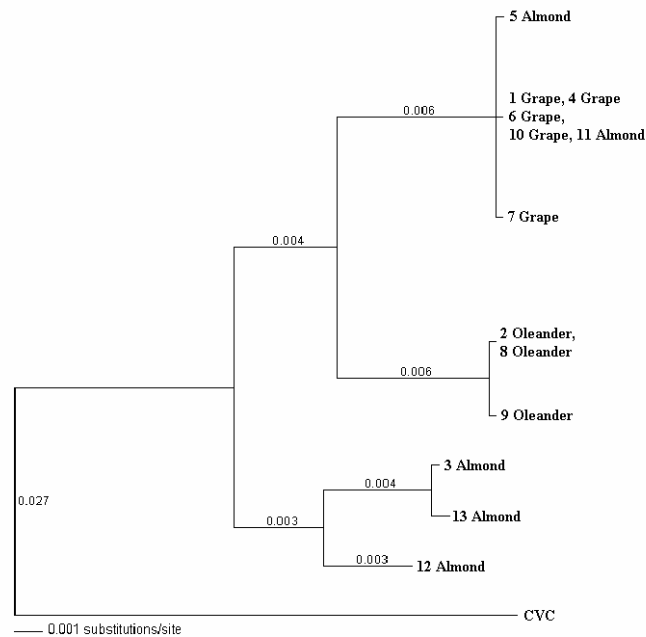 5 Almond
1 Grape, 4 Grape
6 Grape,
10 Grape, 11 Almond
0.006
7 Grape
0.004
2 Oleander,
8 Oleander
0.006
9 Oleander
3 Almond
0.004
0.027
13 Almond
0.003
0.003
12 Almond
CVC
0.001 substitutions/site